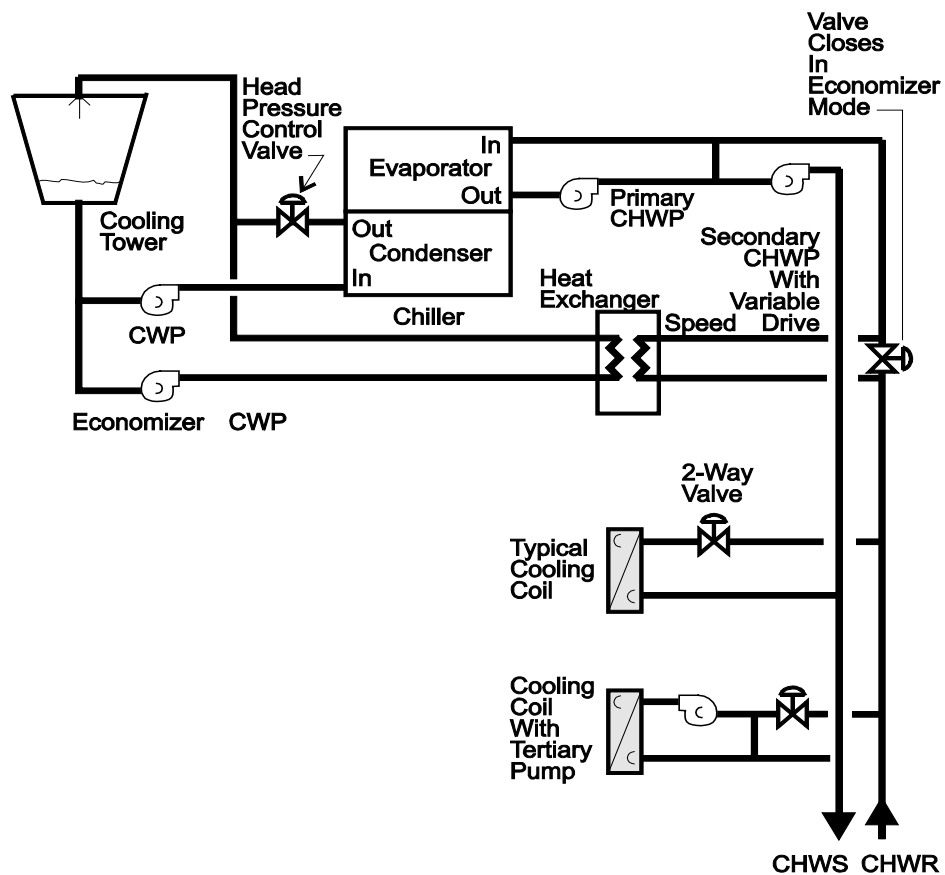 Valve
Closes
In
Economizer
Mode
Head
Pressure
Control
Valve
In
Evaporator
Out
Primary
CHWP
Cooling
Tower
Out
Condenser
In
Secondary
CHWP
With
Variable
Speed Drive
Heat
Exchanger
Chiller
CWP
Economizer CWP
2-Way
Valve
Typical
Cooling
Coil
Cooling
Coil
With
Tertiary
Pump
CHWS CHWR